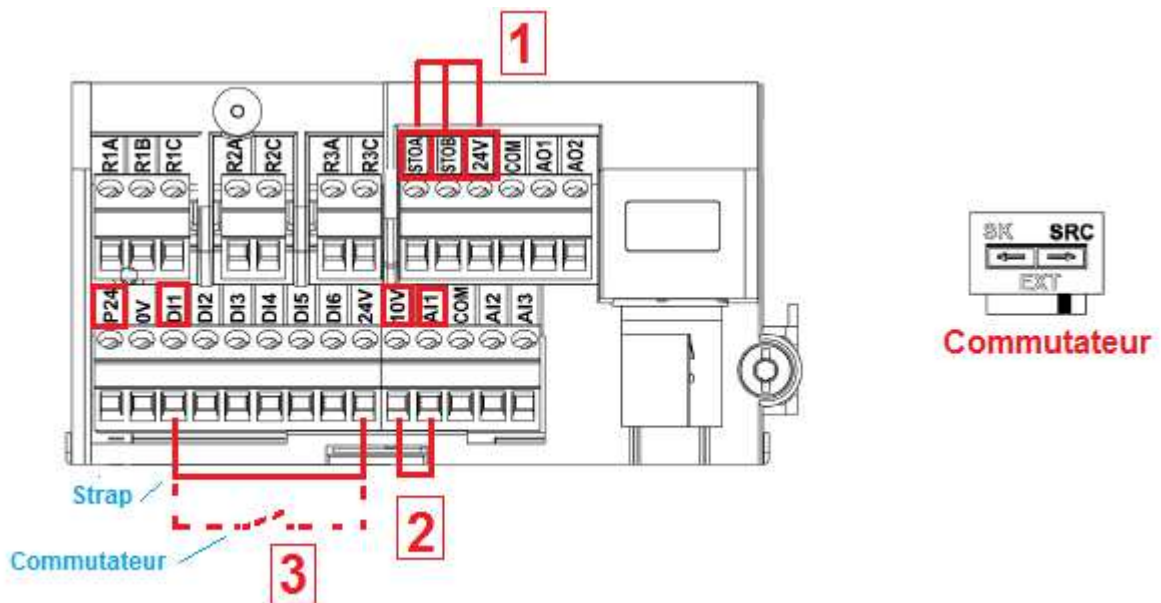 1
R1A R1B R1C R2A R2C R3A R3C STOA STOB 24V COM AO1 AO2
SK SRC
EXT
Commutateur
P24 0V DI1 DI2 DI3 DI4 DI5 DI6 24V 10V AI1 COM AI2 AI3
Strap
Commutateur
3
2